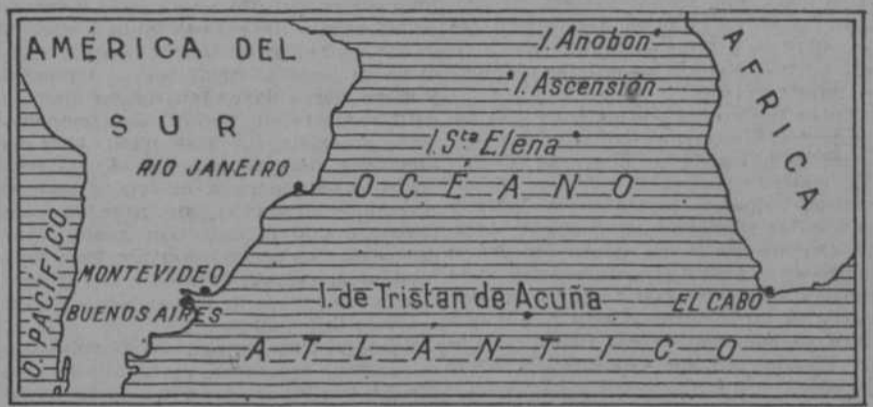 AMÉRICA DEL
SUR
I. Anobon
I. Ascensión
AFRICA
I. Sta Elena
RIO JANEIRO
OCÉANO
O. PACÍFICO
MONTEVIDEO
BUENOS AIRES
I. de Tristan de Acuña
EL CABO
ATLÁNTICO